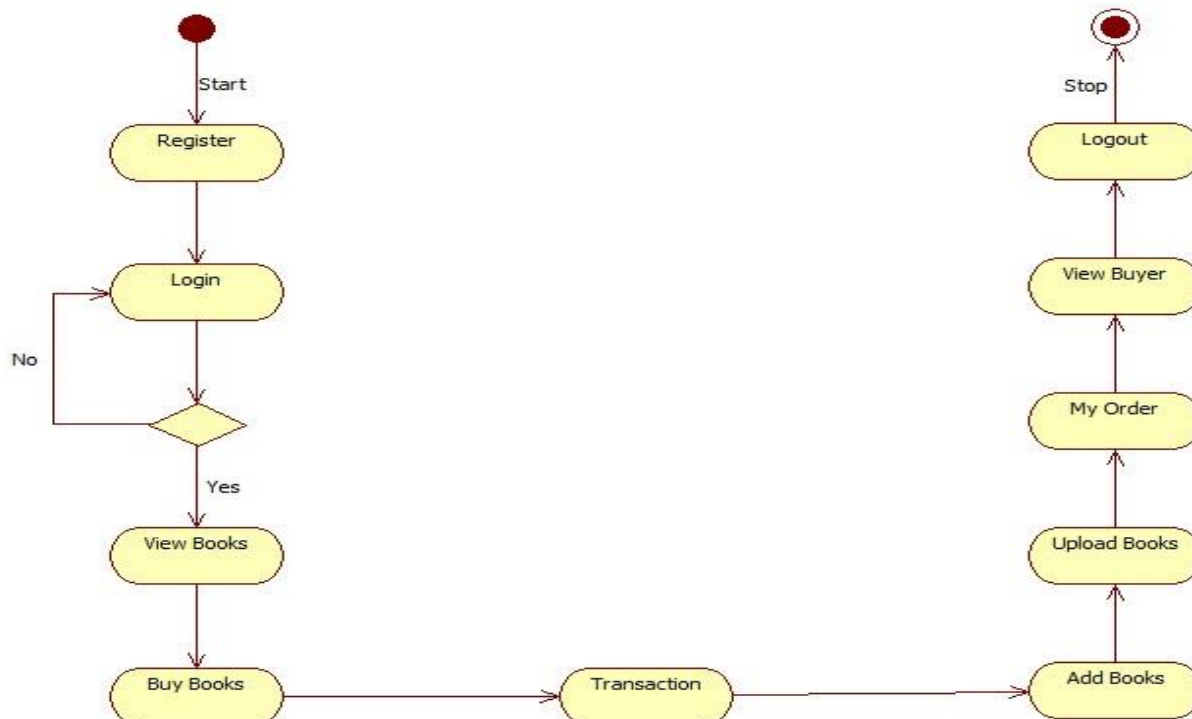 Start
Register
Login
No
Yes
View Books
Buy Books
Transaction
Add Books
Upload Books
My Order
View Buyer
Logout
Stop